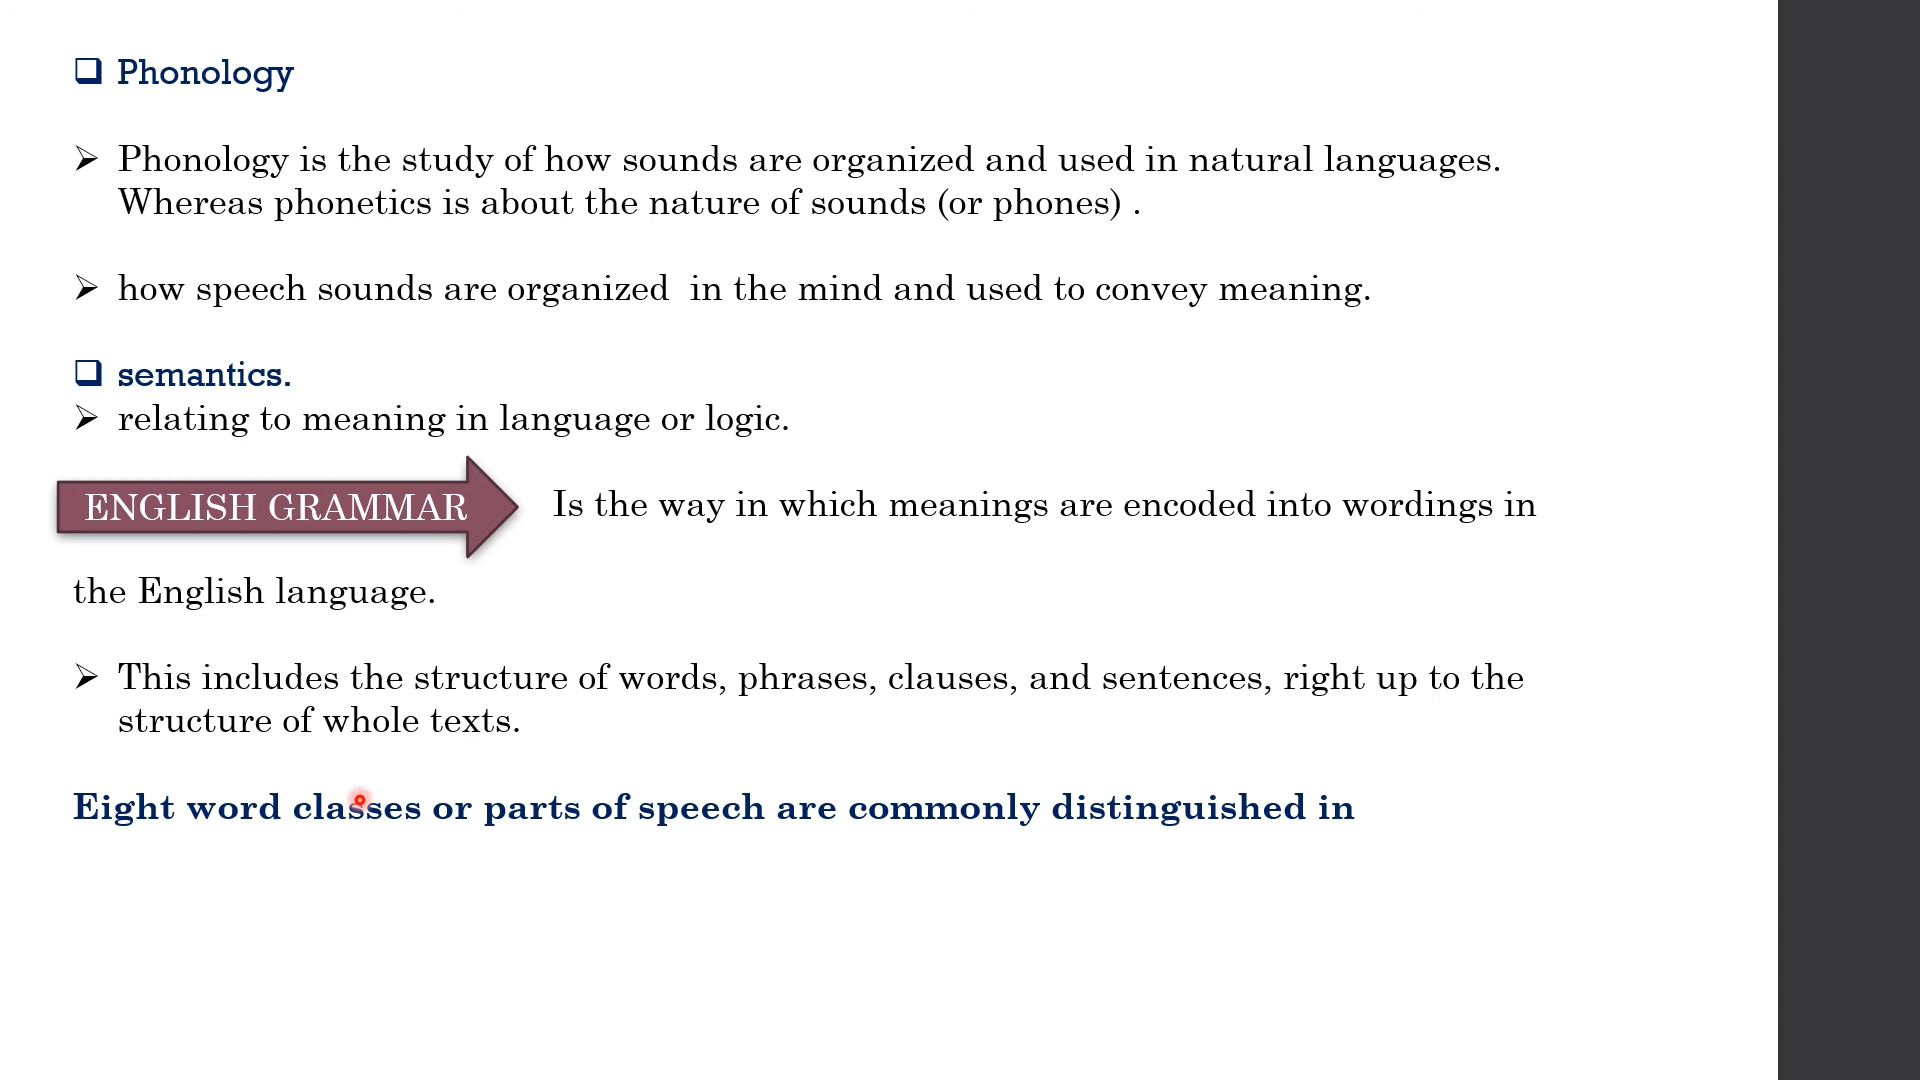 Phonology
Phonology is the study of how sounds are organized and used in natural languages.
Whereas phonetics is about the nature of sounds (or phones) .
how speech sounds are organized  in the mind and used to convey meaning.
semantics.
relating to meaning in language or logic.
ENGLISH GRAMMAR Is the way in which meanings are encoded into wordings in
the English language.
This includes the structure of words, phrases, clauses, and sentences, right up to the
structure of whole texts.
Eight word classes or parts of speech are commonly distinguished in